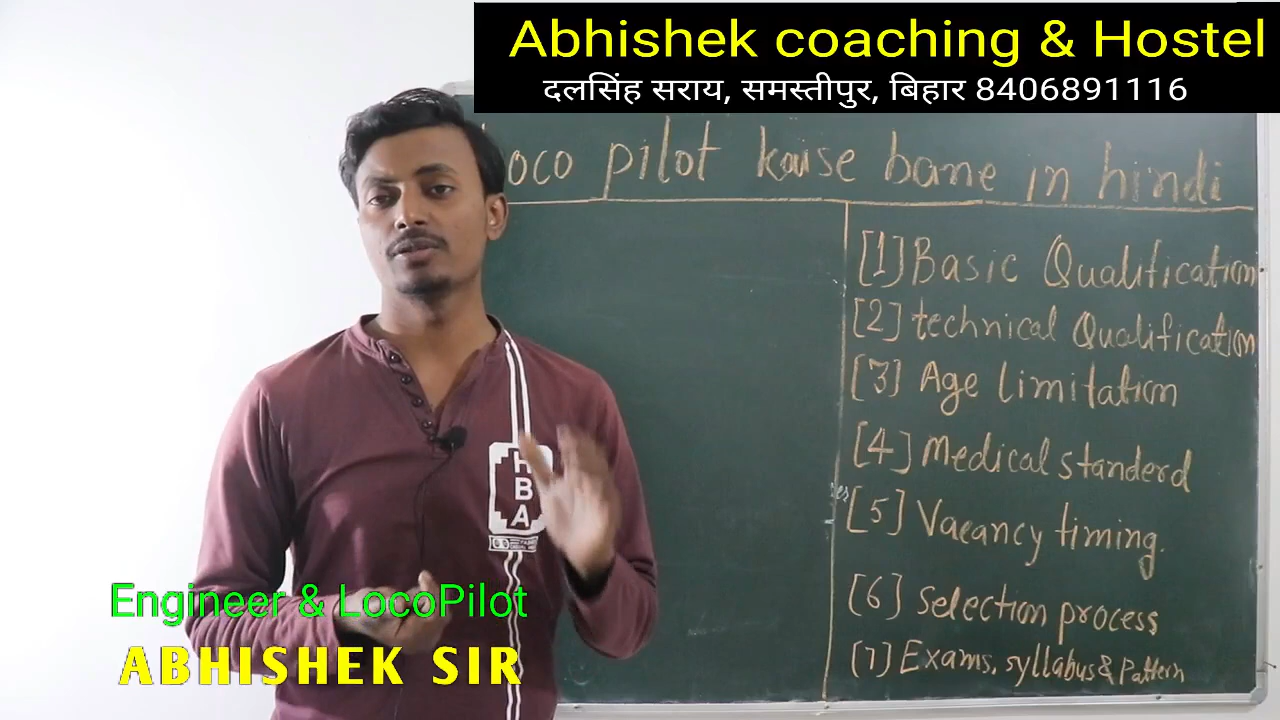 Abhishek coaching & Hostel
दलसिंह सराय, समस्तीपुर, बिहार 8406891116
Loco pilot kaise bane in hindi
[1] Basic Qualification
[2] technical Qualification
[3] Age limitation
[4] Medical standerd
[5] Vacancy timing.
[6] Selection process
[7] Exams, syllabus & Pattern
H
B
A
Engineer & LocoPilot
ABHISHEK SIR